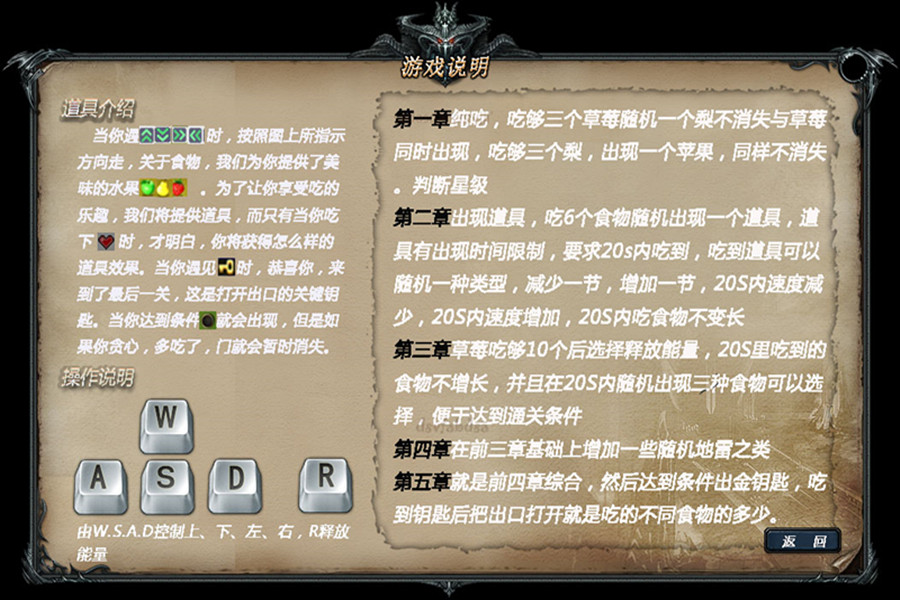 游戏说明
道具介绍
当你遇时，按照图上所指示
方向走，关于食物，我们为你提供了美
味的水果。为了让你享受吃的
乐趣，我们将提供道具，而只有当你吃
下时，才明白，你将获得怎么样的
道具效果。当你遇见时，恭喜你，来
到了最后一关，这是打开出口的关键钥
匙。当你达到条件就会出现，但是如
果你贪心，多吃了，门就会暂时消失。
操作说明
W
A S D R
由W.S.A.D控制上、下、左、右，R释放
能量
第一章纯吃，吃够三个草莓随机一个梨不消失与草莓
同时出现，吃够三个梨，出现一个苹果，同样不消失
。判断星级
第二章出现道具，吃6个食物随机出现一个道具，道
具有出现时间限制，要求20s内吃到，吃到道具可以
随机一种类型，减少一节，增加一节，20S内速度减
少，20S内速度增加，20S内吃食物不变长
第三章草莓吃够10个后选择释放能量，20S里吃到的
食物不增长，并且在20S内随机出现三种食物可以选
择，便于达到通关条件
第四章在前三章基础上增加一些随机地雷之类
第五章就是前四章综合，然后达到条件出金钥匙，吃
到钥匙后把出口打开就是吃的不同食物的多少。
返 回